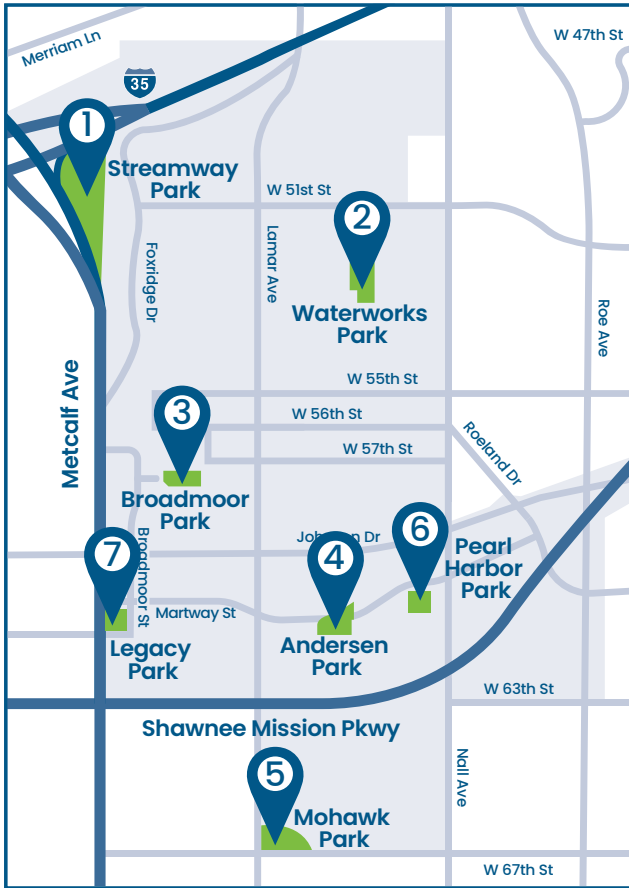 Merriam Ln
W 47th St
35
1
Streamway
Park
W 51st St
2
Foxridge Dr
Lamar Ave
Waterworks
Park
Roe Ave
Metcalf Ave
W 55th St
3
W 56th St
Roeland Dr
W 57th St
Broadmoor
Park
6
7
Broadmoor St
Dr
4
Pearl
Harbor
Park
Martway St
Legacy
Park
Andersen
Park
W 63th St
Shawnee Mission Pkwy
Nall Ave
5
Mohawk
Park
W 67th St